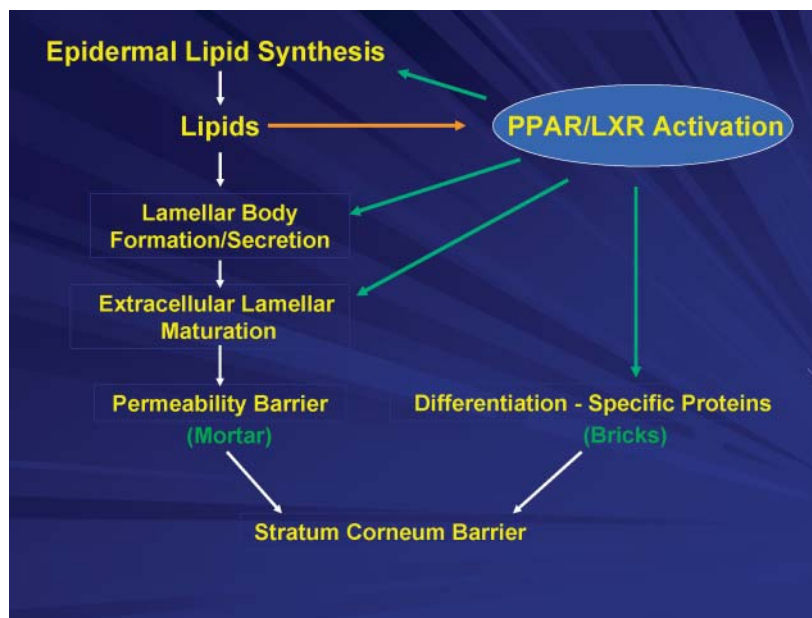 Epidermal Lipid Synthesis
Lipids
PPAR/LXR Activation
Lamellar Body
Formation/Secretion
Extracellular Lamellar
Maturation
Permeability Barrier
(Mortar)
Differentiation - Specific Proteins
(Bricks)
Stratum Corneum Barrier